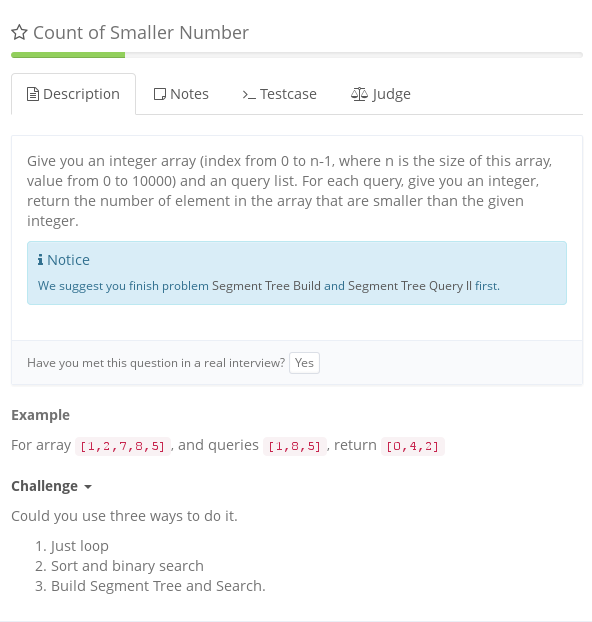 Count of Smaller Number
Description
Notes
Testcase
Judge
Give you an integer array (index from 0 to n-1, where n is the size of this array,
value from 0 to 10000) and an query list. For each query, give you an integer,
return the number of element in the array that are smaller than the given
integer.
Notice
We suggest you finish problem Segment Tree Build and Segment Tree Query II first.
Have you met this question in a real interview? Yes
Example
For array [1,2,7,8,5] , and queries [1,8,5] , return [0,4,2]
Challenge
Could you use three ways to do it.
1. Just loop
2. Sort and binary search
3. Build Segment Tree and Search.